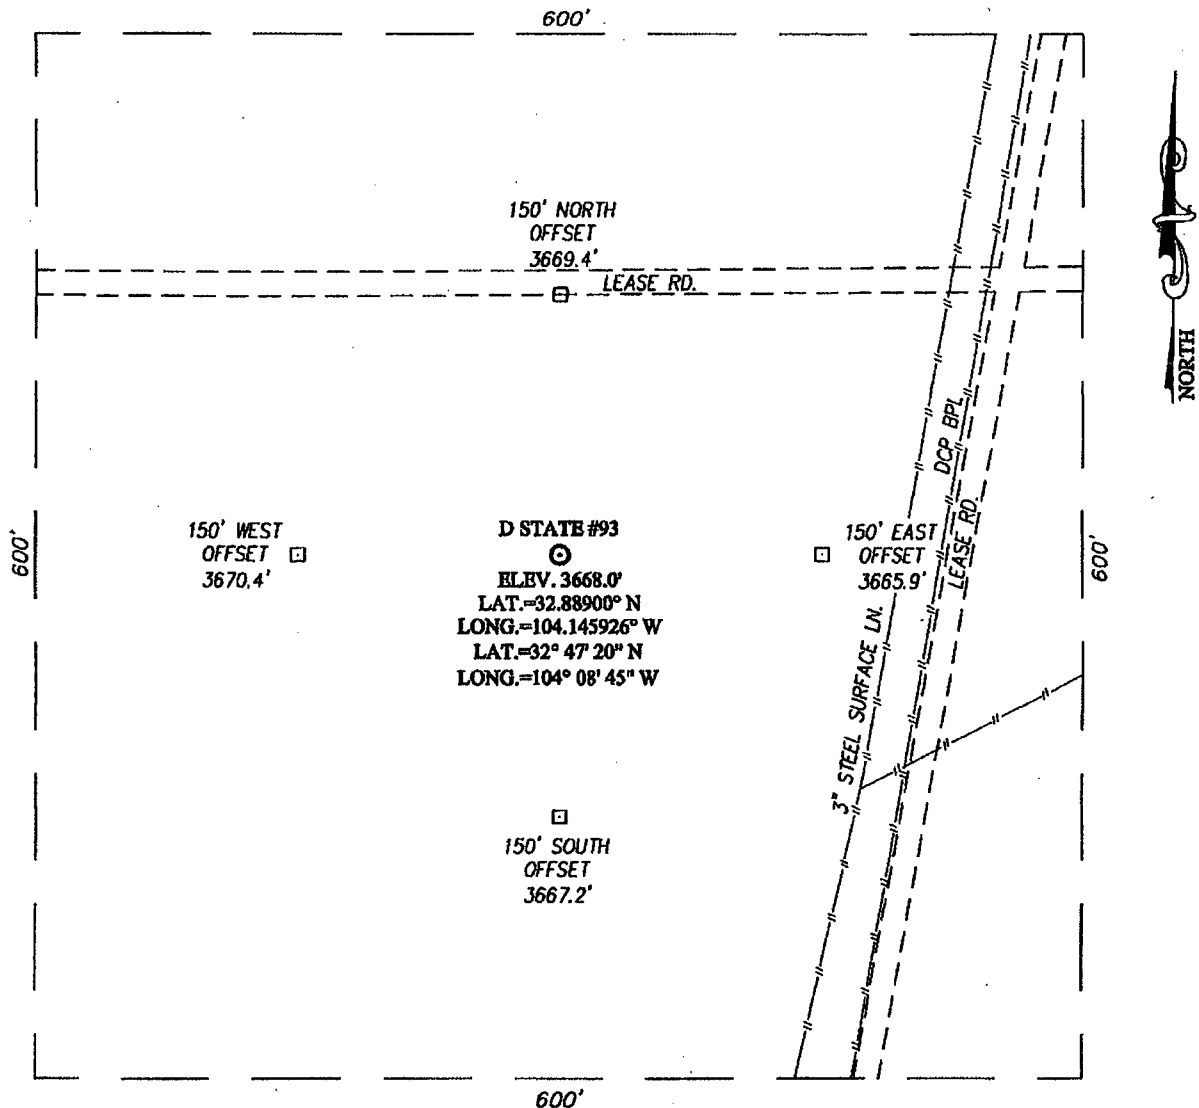 600'
150' NORTH
OFFSET
3669.4'
LEASE RD.
NORTH
600'
150' WEST
OFFSET
3670.4'
D STATE #93
ELEV. 3668.0'
LAT.=32.88900° N
LONG.=104.145926° W
LAT.=32° 47' 20" N
LONG.=104° 08' 45" W
150' EAST
OFFSET
3665.9'
DCP BPL
LEASE RD.
3" STEEL SURFACE LN.
600'
150' SOUTH
OFFSET
3667.2'
600'